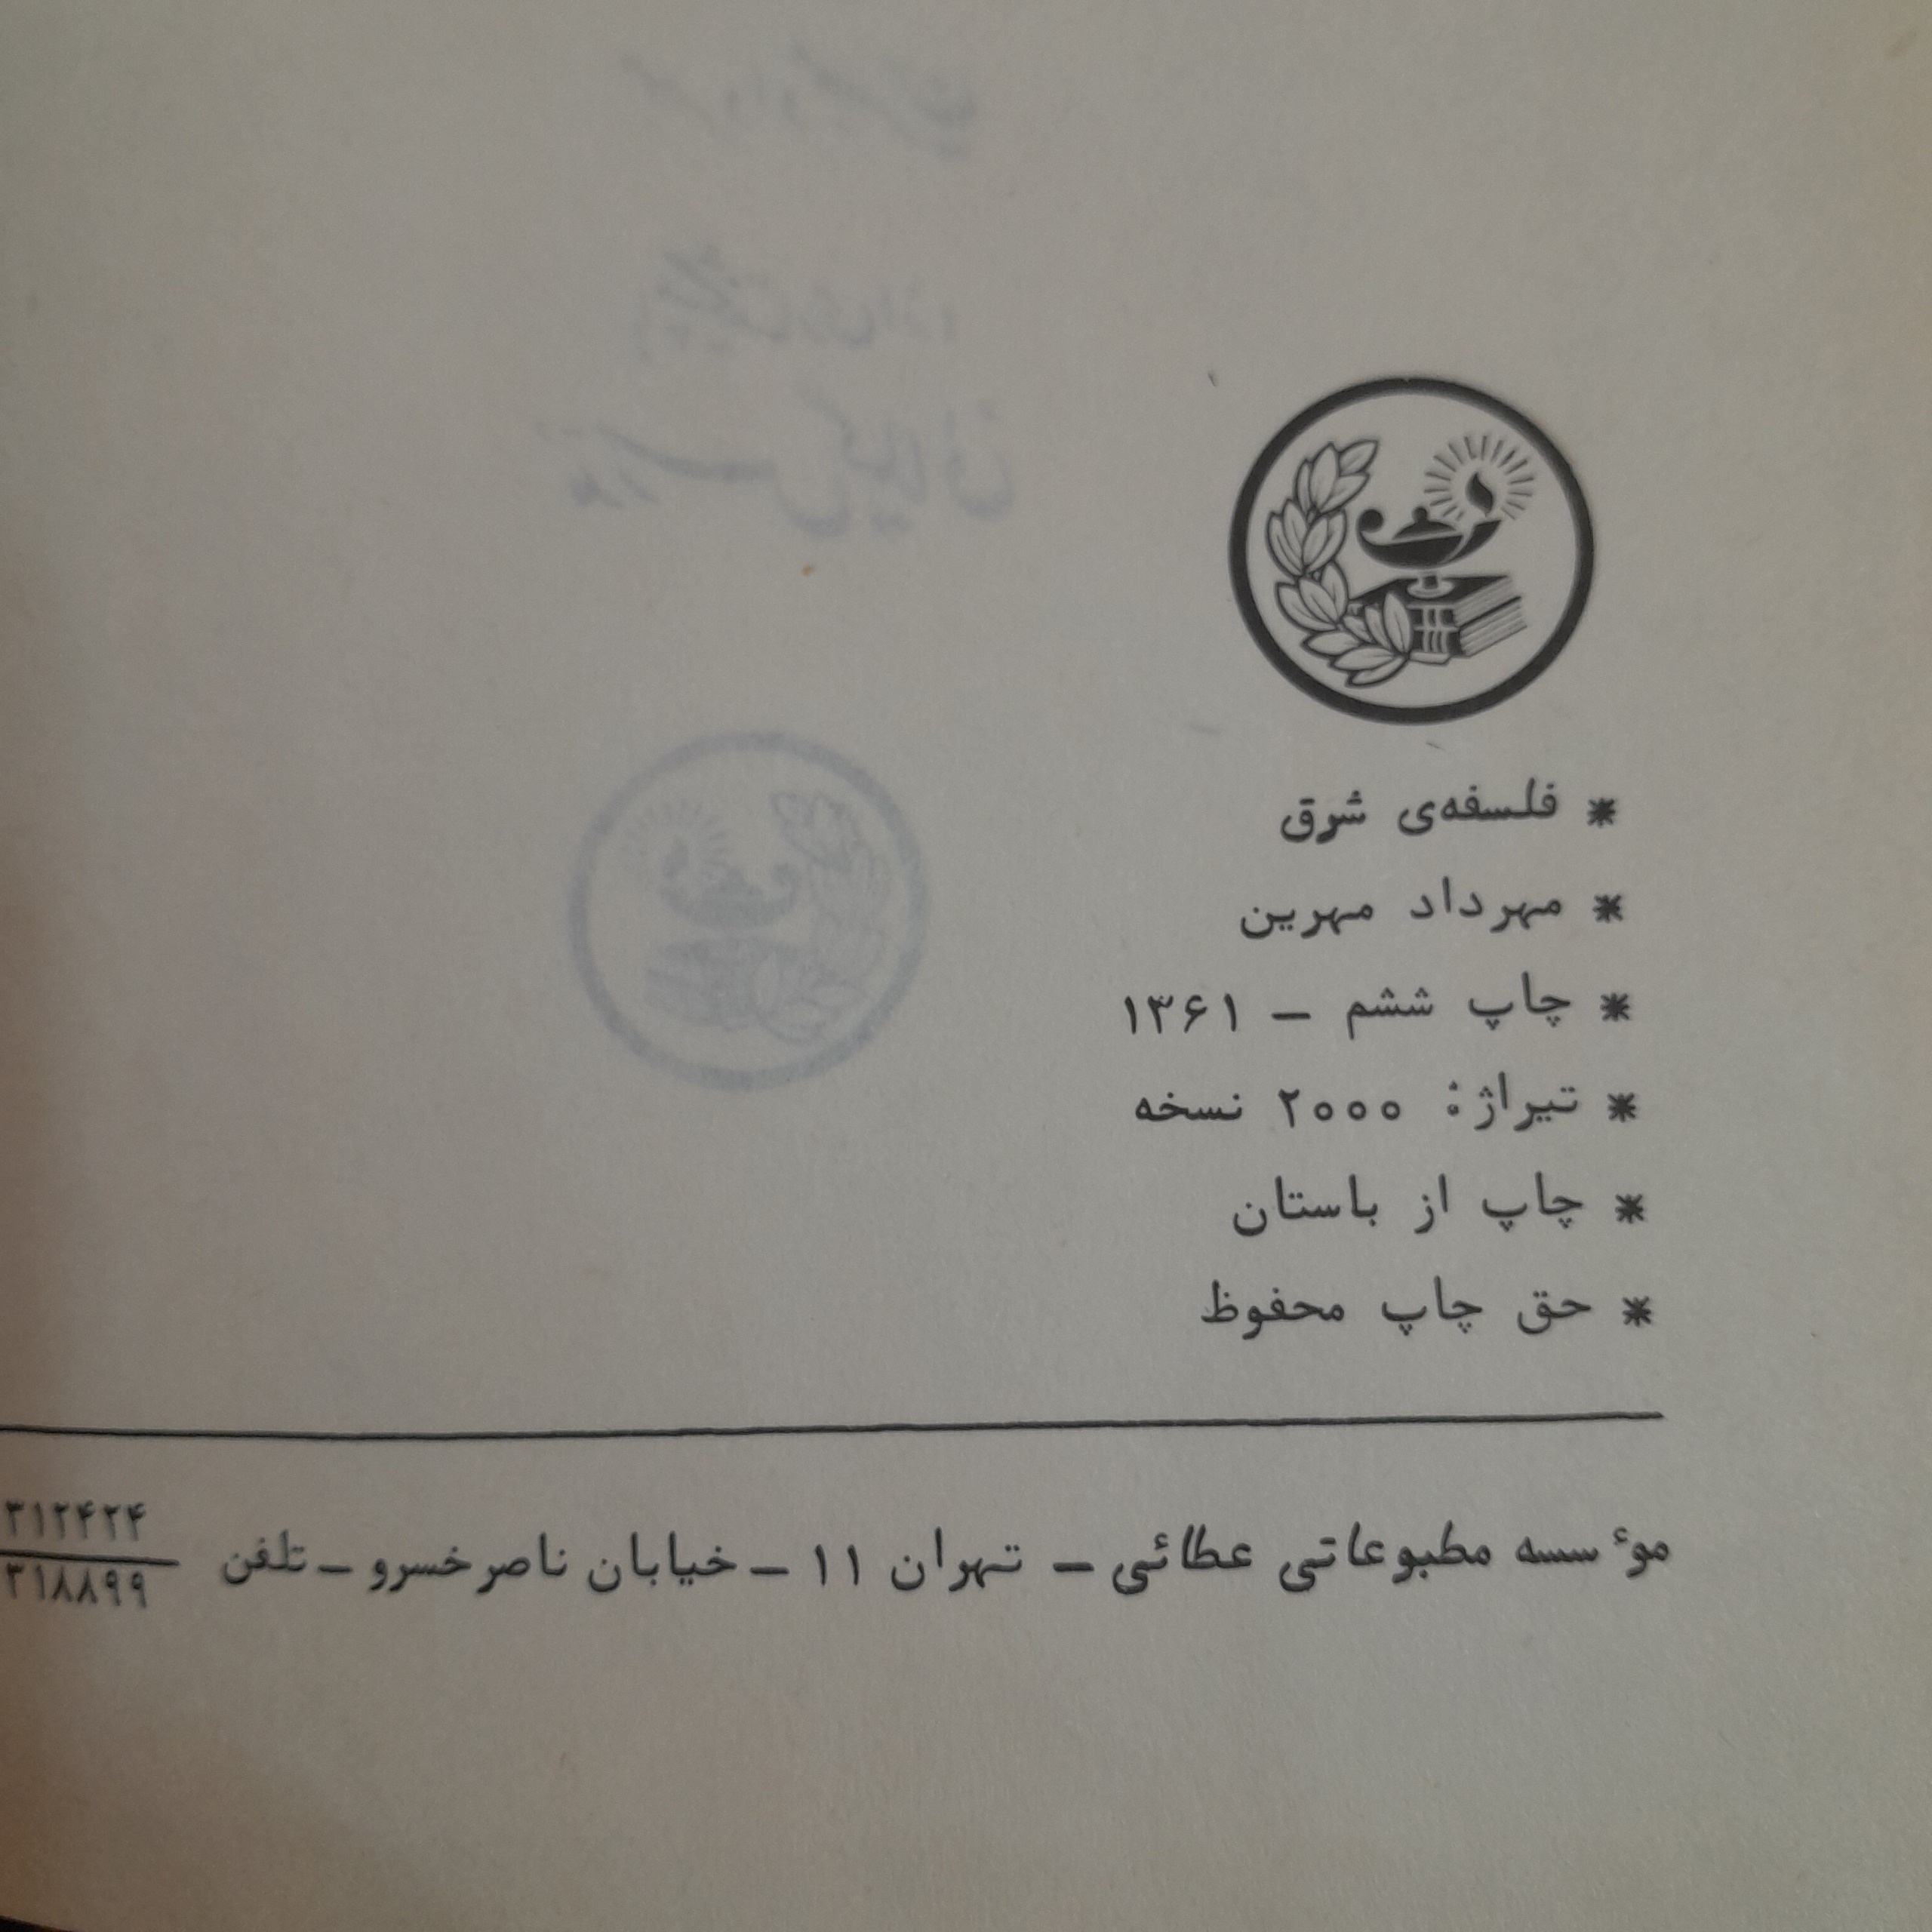 * فلسفه‌ی شرق
* مهرداد مهرین
* چاپ ششم – ۱۳۶۱
* تیراژ: ۲۰۰۰ نسخه
* چاپ از باستان
* حق چاپ محفوظ
موٴسسه مطبوعاتی عطائی – تهران ۱۱ – خیابان ناصرخسرو – تلفن
۳۱۲۴۲۴
۳۱۸۸۹۹